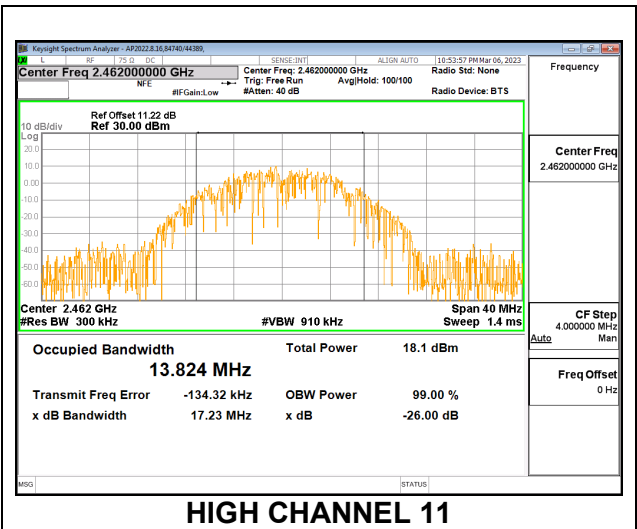 Keysight Spectrum Analyzer - AP2022.8.16,84740/44389,
LXI L RF 75 Ω DC SENSE:INT ALIGN AUTO 10:53:57 PM Mar 06, 2023
Center Freq 2.462000000 GHz
NFE
#IFGain:Low
Center Freq: 2.462000000 GHz
Trig: Free Run Avg|Hold: 100/100
#Atten: 40 dB
Radio Std: None
Radio Device: BTS
Frequency
Ref Offset 11.22 dB
10 dB/div Ref 30.00 dBm
Log
20.0
10.0
0.00
-10.0
-20.0
-30.0
-40.0
-50.0
-60.0
Center Freq
2.462000000 GHz
Center 2.462 GHz Span 40 MHz
#Res BW 300 kHz #VBW 910 kHz Sweep 1.4 ms
CF Step
4.000000 MHz
Auto Man
Occupied Bandwidth Total Power 18.1 dBm
13.824 MHz
Transmit Freq Error -134.32 kHz OBW Power 99.00 %
x dB Bandwidth 17.23 MHz x dB -26.00 dB
Freq Offset
0 Hz
MSG STATUS
HIGH CHANNEL 11